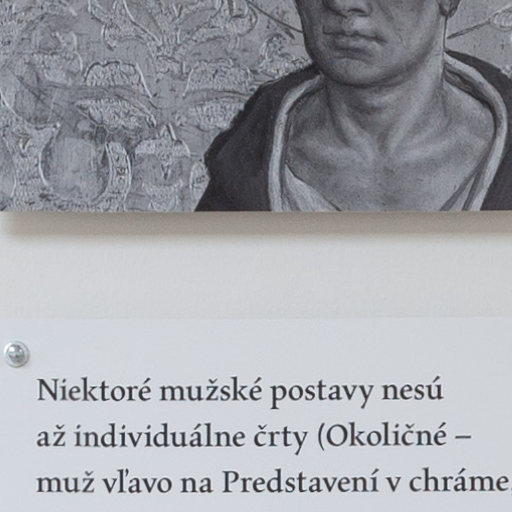 Niektoré mužské postavy nesú
až individuálne črty (Okoličné –
muž vľavo na Predstavení v chráme,